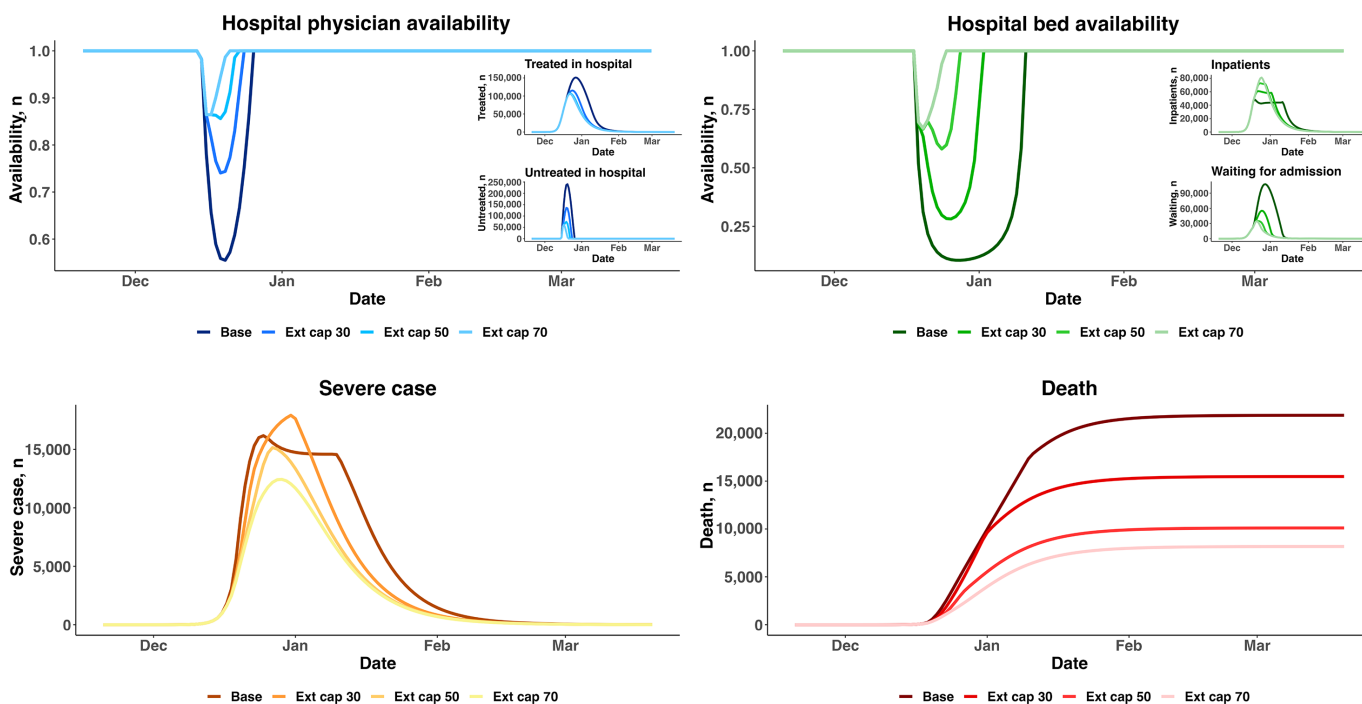 Hospital physician availability
Availability, n
1.0
0.9
0.8
0.7
0.6
Dec Jan Feb Mar
Date
Treated in hospital
Treated, n
150,000
100,000
50,000
0
Dec Jan Feb Mar
Date
Untreated in hospital
Untreated, n
250,000
200,000
150,000
100,000
50,000
0
Dec Jan Feb Mar
Date
Base Ext cap 30 Ext cap 50 Ext cap 70
Hospital bed availability
Availability, n
1.00
0.75
0.50
0.25
Dec Jan Feb Mar
Date
Inpatients
Inpatients, n
80,000
60,000
40,000
20,000
0
Dec Jan Feb Mar
Date
Waiting for admission
Waiting, n
90,000
60,000
30,000
0
Dec Jan Feb Mar
Date
Base Ext cap 30 Ext cap 50 Ext cap 70
Severe case
Severe case, n
15,000
10,000
5,000
0
Dec Jan Feb Mar
Date
Base Ext cap 30 Ext cap 50 Ext cap 70
Death
Death, n
20,000
15,000
10,000
5,000
0
Dec Jan Feb Mar
Date
Base Ext cap 30 Ext cap 50 Ext cap 70